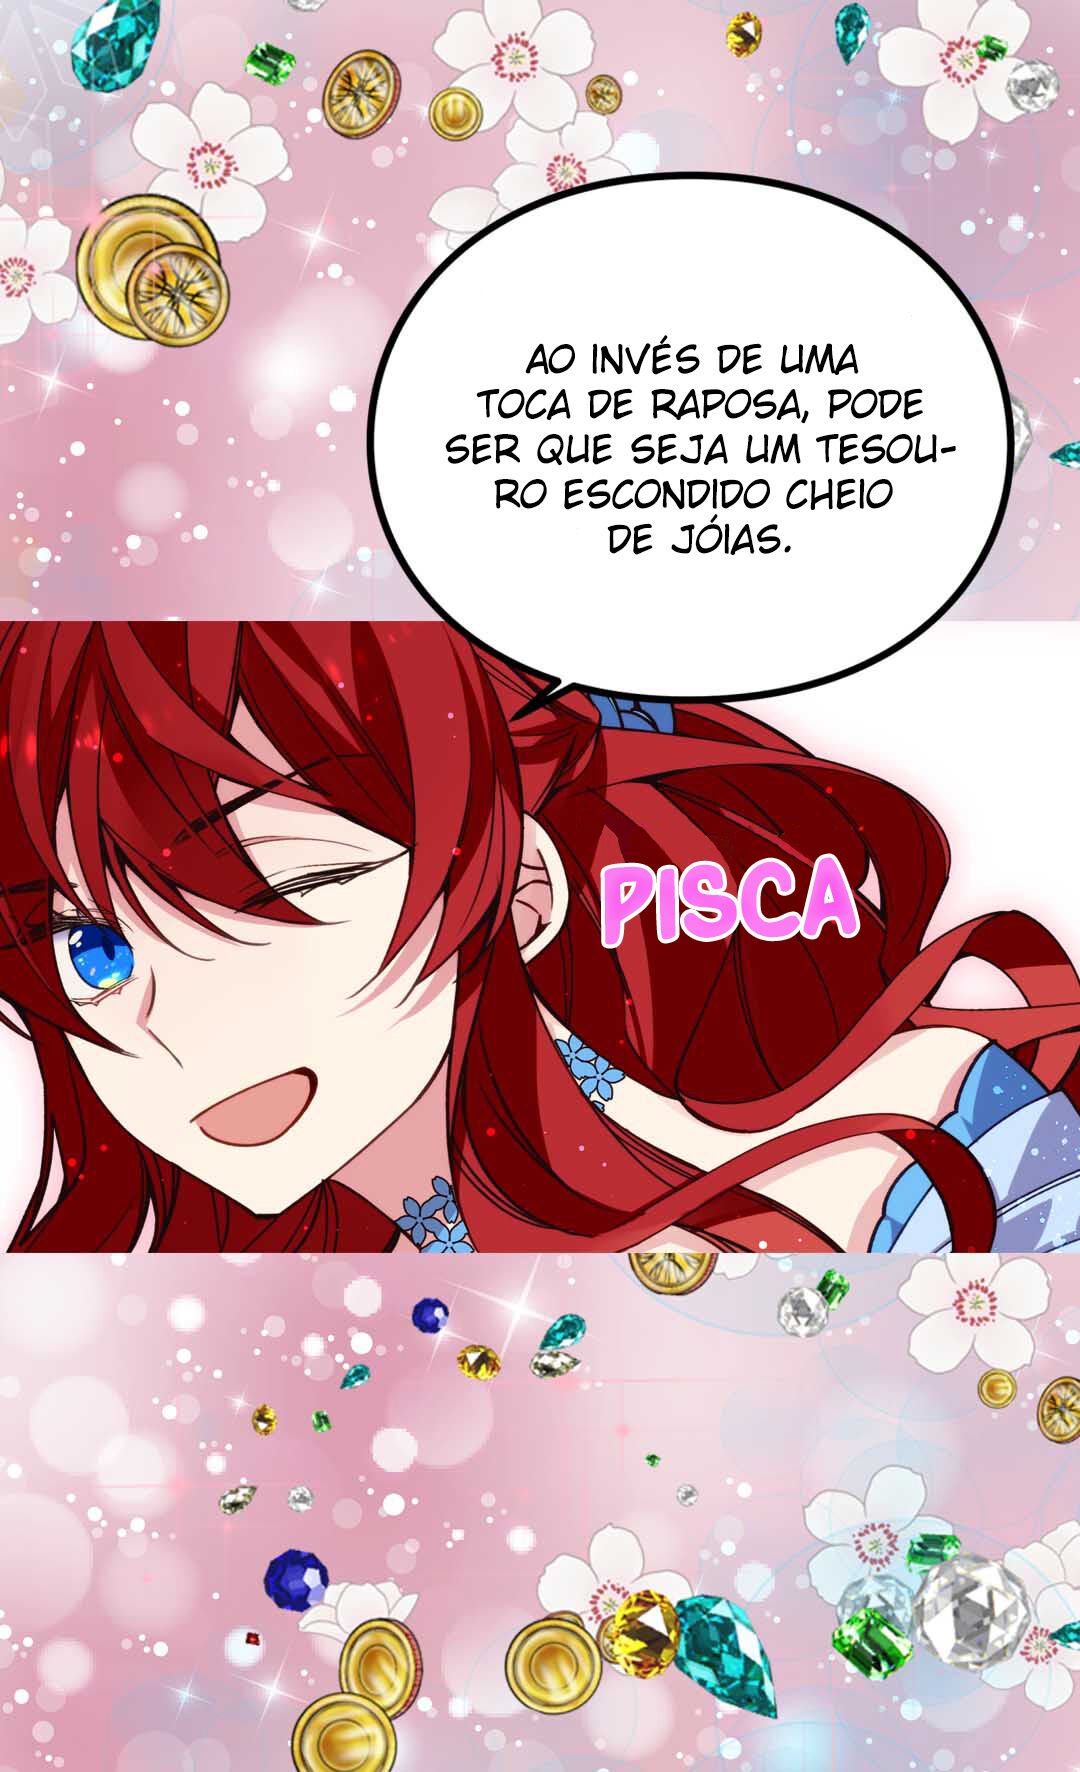 AO INVÉS DE UMA
TOCA DE RAPOSA, PODE
SER QUE SEJA UM TESOU-
RO ESCONDIDO CHEIO
DE JÓIAS.
PISCA